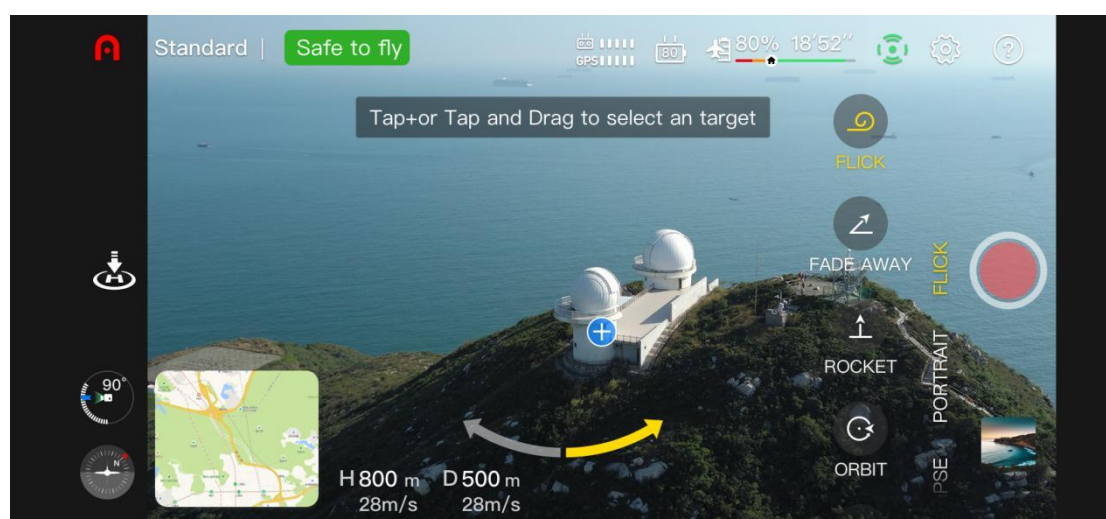 Standard |
Safe to fly
GPS
80
80% 18′52″
?
Tap+or Tap and Drag to select an target
FLICK
FADE AWAY
ROCKET
ORBIT
FLICK
PORTRAIT
PSE
90°
N
H 800 m D 500 m
28m/s 28m/s